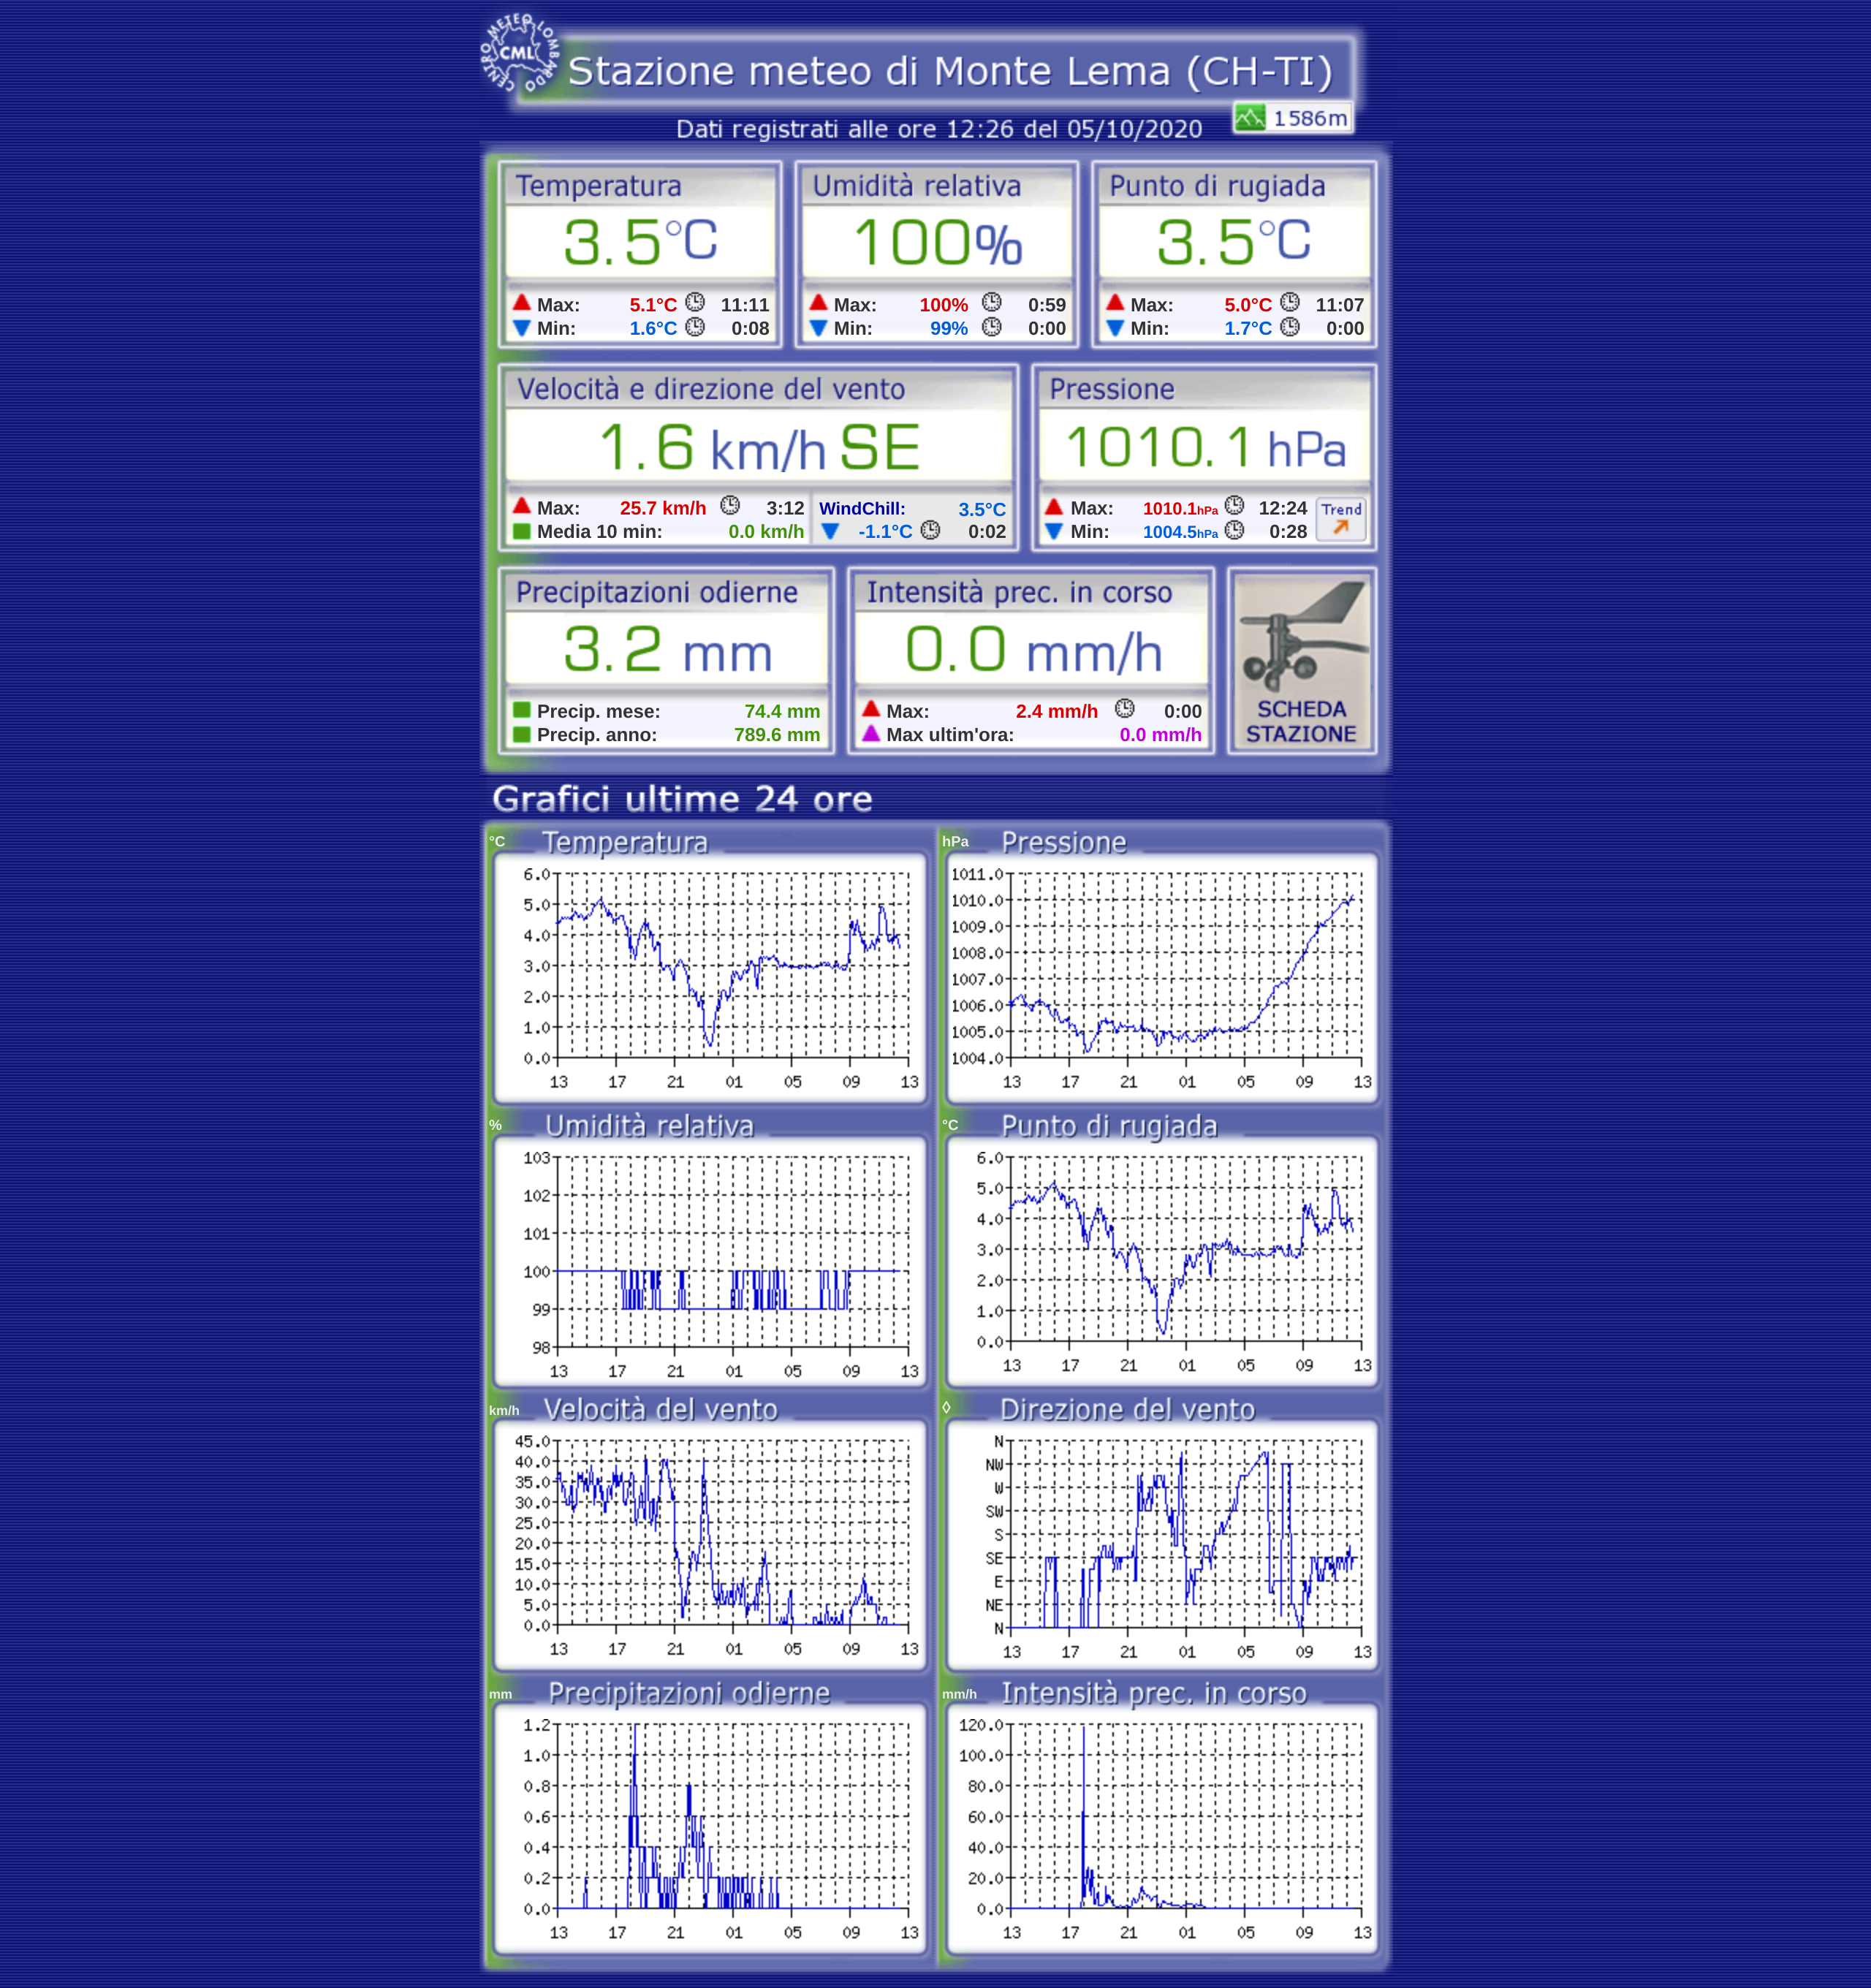 CENTRO METEO LOMBARDO
CML
Stazione meteo di Monte Lema (CH-TI)
1586m
Dati registrati alle ore 12:26 del 05/10/2020
Temperatura Umidità relativa Punto di rugiada
3.5°C 100% 3.5°C
Max: 5.1°C 11:11 Max: 100% 0:59 Max: 5.0°C 11:07
Min: 1.6°C 0:08 Min: 99% 0:00 Min: 1.7°C 0:00
Velocità e direzione del vento Pressione
1.6 km/h SE 1010.1 hPa
Max: 25.7 km/h 3:12 WindChill: 3.5°C Max: 1010.1hPa 12:24 Trend
Media 10 min: 0.0 km/h -1.1°C 0:02 Min: 1004.5hPa 0:28
Precipitazioni odierne Intensità prec. in corso
3.2 mm 0.0 mm/h
Precip. mese: 74.4 mm Max: 2.4 mm/h 0:00 SCHEDA
Precip. anno: 789.6 mm Max ultim'ora: 0.0 mm/h STAZIONE
Grafici ultime 24 ore
°C Temperatura hPa Pressione
6.0 1011.0
5.0 1010.0
4.0 1009.0
3.0 1008.0
2.0 1007.0
1.0 1006.0
0.0 1005.0
1004.0
13 17 21 01 05 09 13 13 17 21 01 05 09 13
% Umidità relativa °C Punto di rugiada
103 6.0
102 5.0
101 4.0
100 3.0
99 2.0
98 1.0
0.0
13 17 21 01 05 09 13 13 17 21 01 05 09 13
km/h Velocità del vento ◊ Direzione del vento
45.0 N
40.0 NW
35.0 W
30.0 SW
25.0 S
20.0 SE
15.0 E
10.0 NE
5.0 N
0.0
13 17 21 01 05 09 13 13 17 21 01 05 09 13
mm Precipitazioni odierne mm/h Intensità prec. in corso
1.2 120.0
1.0 100.0
0.8 80.0
0.6 60.0
0.4 40.0
0.2 20.0
0.0 0.0
13 17 21 01 05 09 13 13 17 21 01 05 09 13